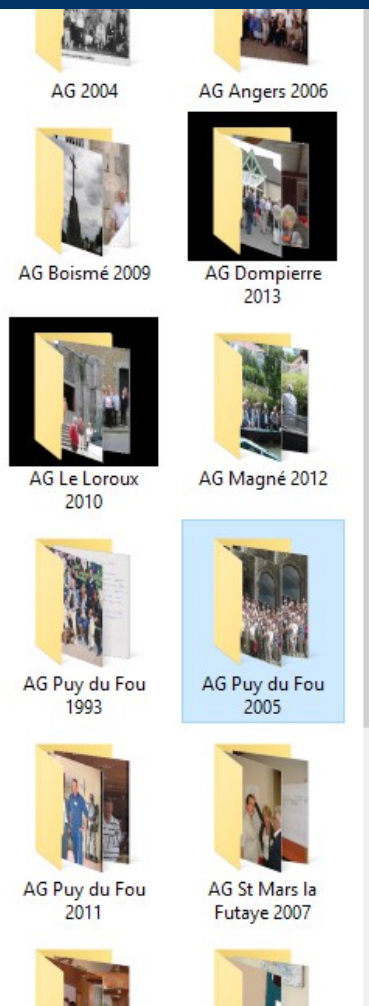 AG 2004
AG Angers 2006
AG Boismé 2009
AG Dompierre
2013
AG Le Loroux
2010
AG Magné 2012
AG Puy du Fou
1993
AG Puy du Fou
2005
AG Puy du Fou
2011
AG St Mars la
Futaye 2007